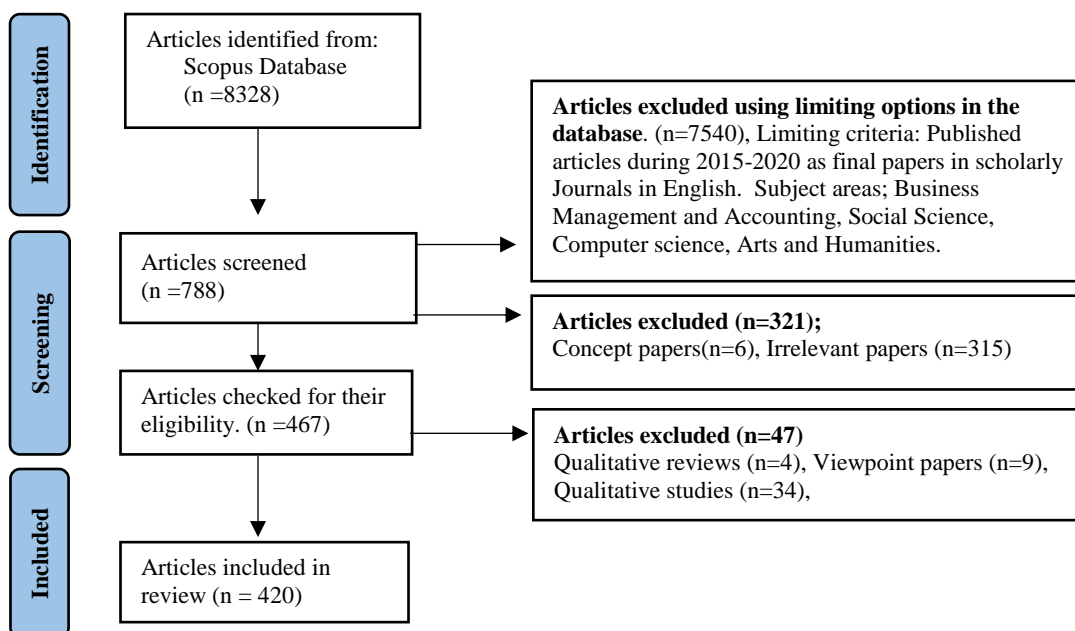 Identification
Articles identified from:
Scopus Database
(n =8328)
Articles excluded using limiting options in the
database. (n=7540), Limiting criteria: Published
articles during 2015-2020 as final papers in scholarly
Journals in English. Subject areas; Business
Management and Accounting, Social Science,
Computer science, Arts and Humanities.
Screening
Articles screened
(n =788)
Articles excluded (n=321);
Concept papers(n=6), Irrelevant papers (n=315)
Articles checked for their
eligibility. (n =467)
Articles excluded (n=47)
Qualitative reviews (n=4), Viewpoint papers (n=9),
Qualitative studies (n=34),
Included
Articles included in
review (n = 420)